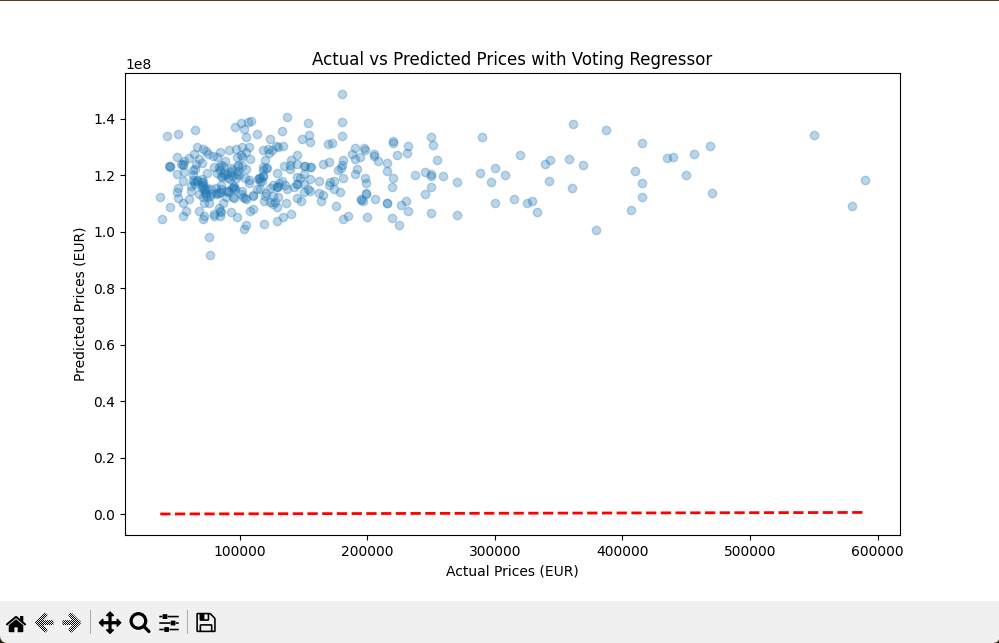 Actual vs Predicted Prices with Voting Regressor
1e8
1.4
1.2
1.0
0.8
0.6
0.4
0.2
0.0
Predicted Prices (EUR)
100000 200000 300000 400000 500000 600000
Actual Prices (EUR)